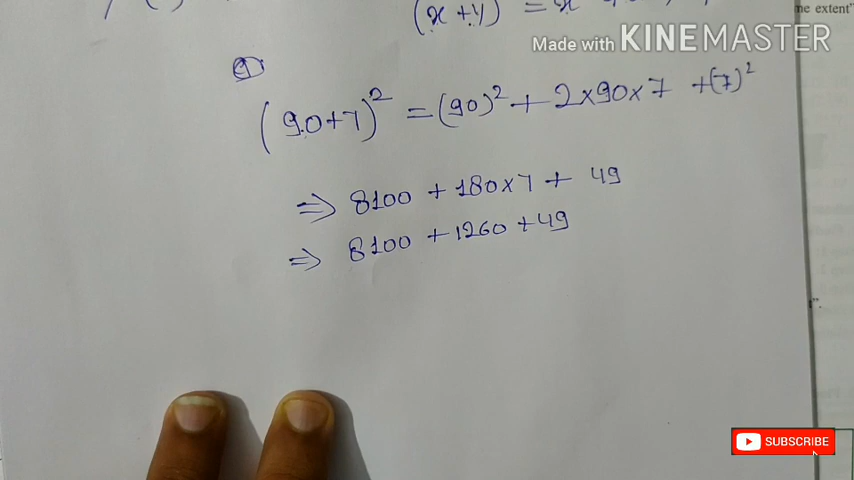 (x + y) = x
ne extent"
Made with KINEMASTER
(90+7)² = (90)² + 2×90×7 + (7)²
⇒ 8100 + 180×7 + 49
⇒ 8100 + 1260 + 49
SUBSCRIBE